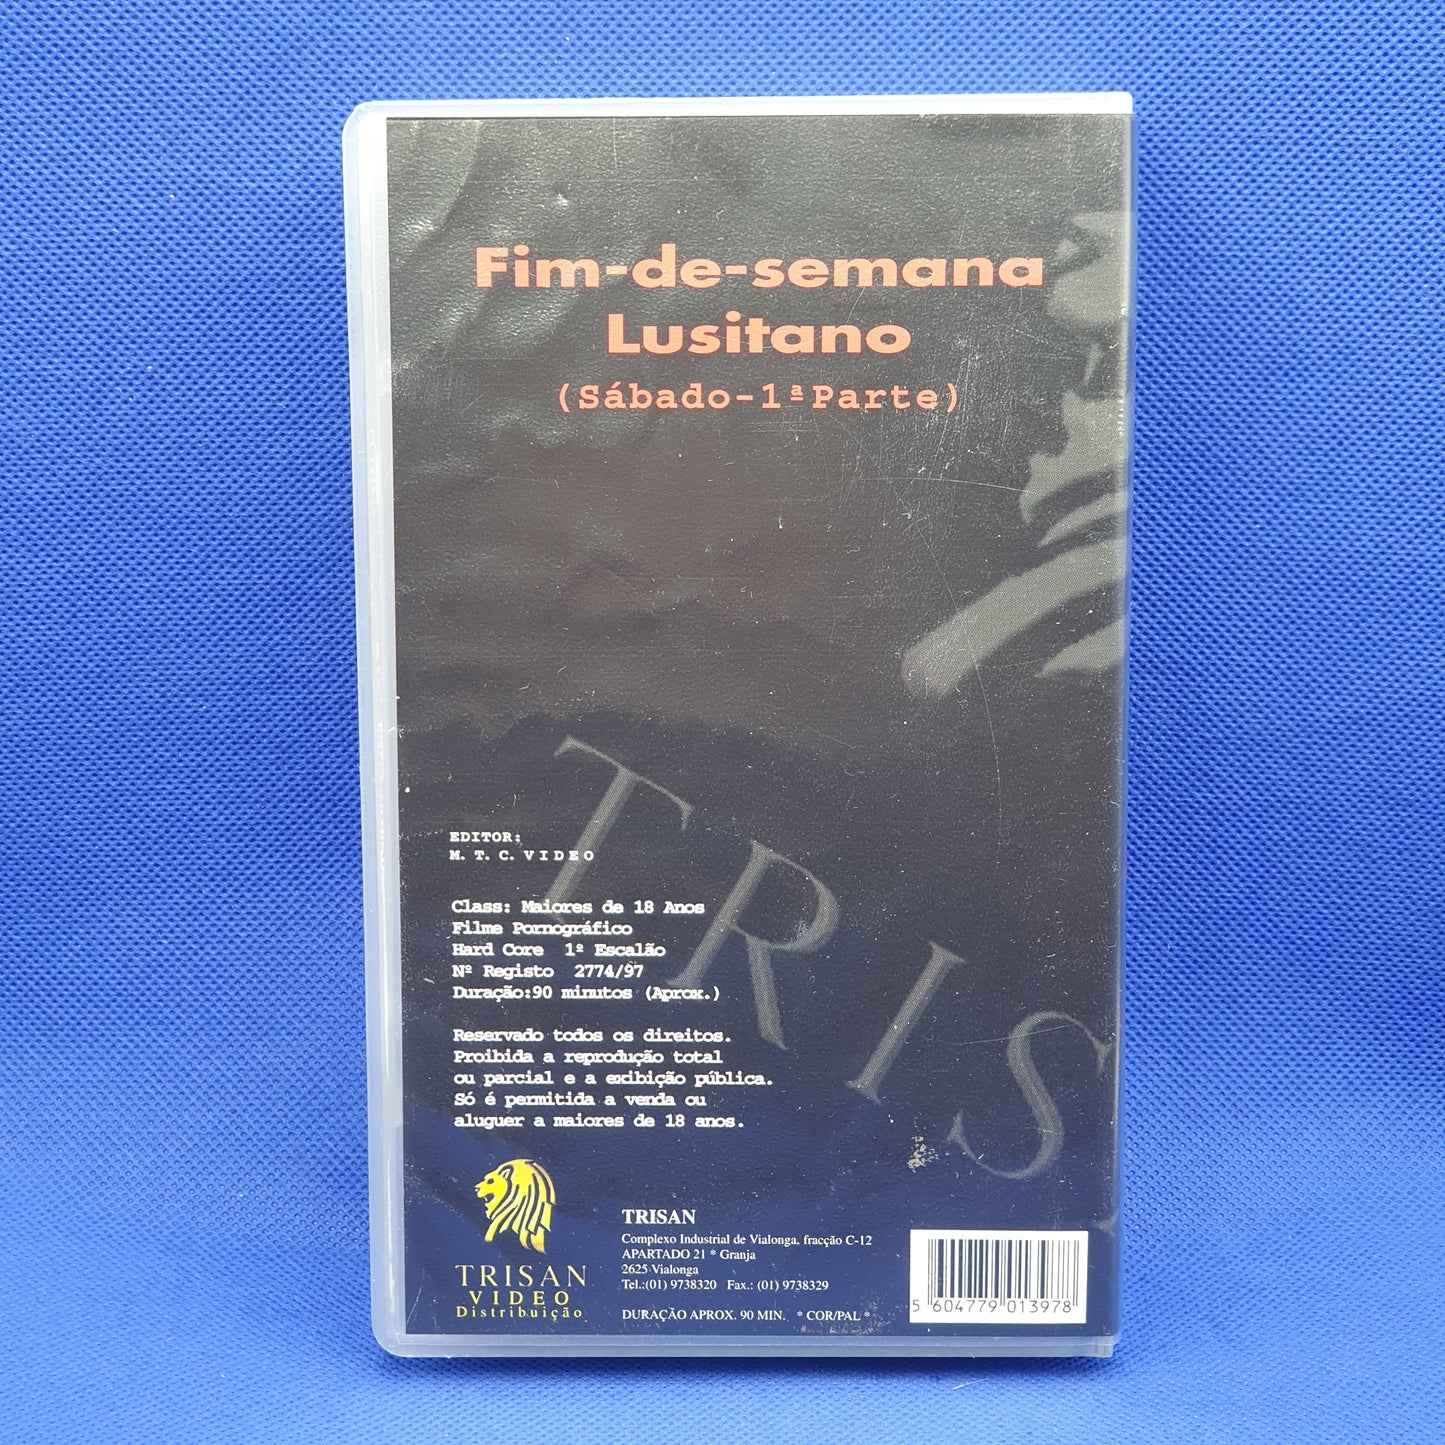 Fim-de-semana
Lusitano
(Sábado-1ªParte)
TRIS
EDITOR:
M. T. C. VIDEO
Class: Maiores de 18 Anos
Filme Pornográfico
Hard Core 1º Escalão
Nº Registo 2774/97
Duração:90 minutos (Aprox.)
Reservado todos os direitos.
Proibida a reprodução total
ou parcial e a exibição pública.
Só é permitida a venda ou
aluguer a maiores de 18 anos.
TRISAN
VIDEO
Distribuição
TRISAN
Complexo Industrial de Vialonga, fracção C-12
APARTADO 21 * Granja
2625 Vialonga
Tel.:(01) 9738320 Fax.: (01) 9738329
DURAÇÃO APROX. 90 MIN. * COR/PAL *
5 604779 013978